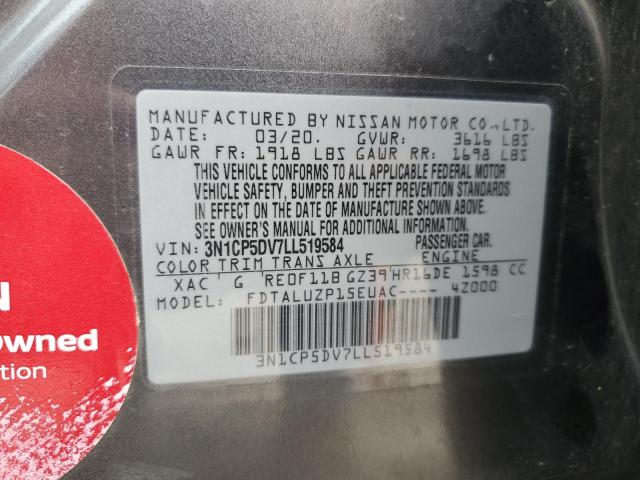 MANUFACTURED BY NISSAN MOTOR CO.,LTD.
DATE: 03/20. GVWR: 3616 LBS
GAWR FR: 1918 LBS GAWR RR: 1698 LBS
THIS VEHICLE CONFORMS TO ALL APPLICABLE FEDERAL MOTOR
VEHICLE SAFETY, BUMPER AND THEFT PREVENTION STANDARDS
IN EFFECT ON THE DATE OF MANUFACTURE SHOWN ABOVE.
SEE OWNER'S MANUAL FOR ADDITIONAL INFORMATION.
VIN: 3N1CP5DV7LL519584 PASSENGER CAR.
COLOR TRIM TRANS AXLE ENGINE
XAC G RE0F11B GZ39 HR16DE 1598 CC
MODEL: FDTALUZP15EUAC---- 4Z000
3N1CP5DV7LL519584
N
Owned
tion